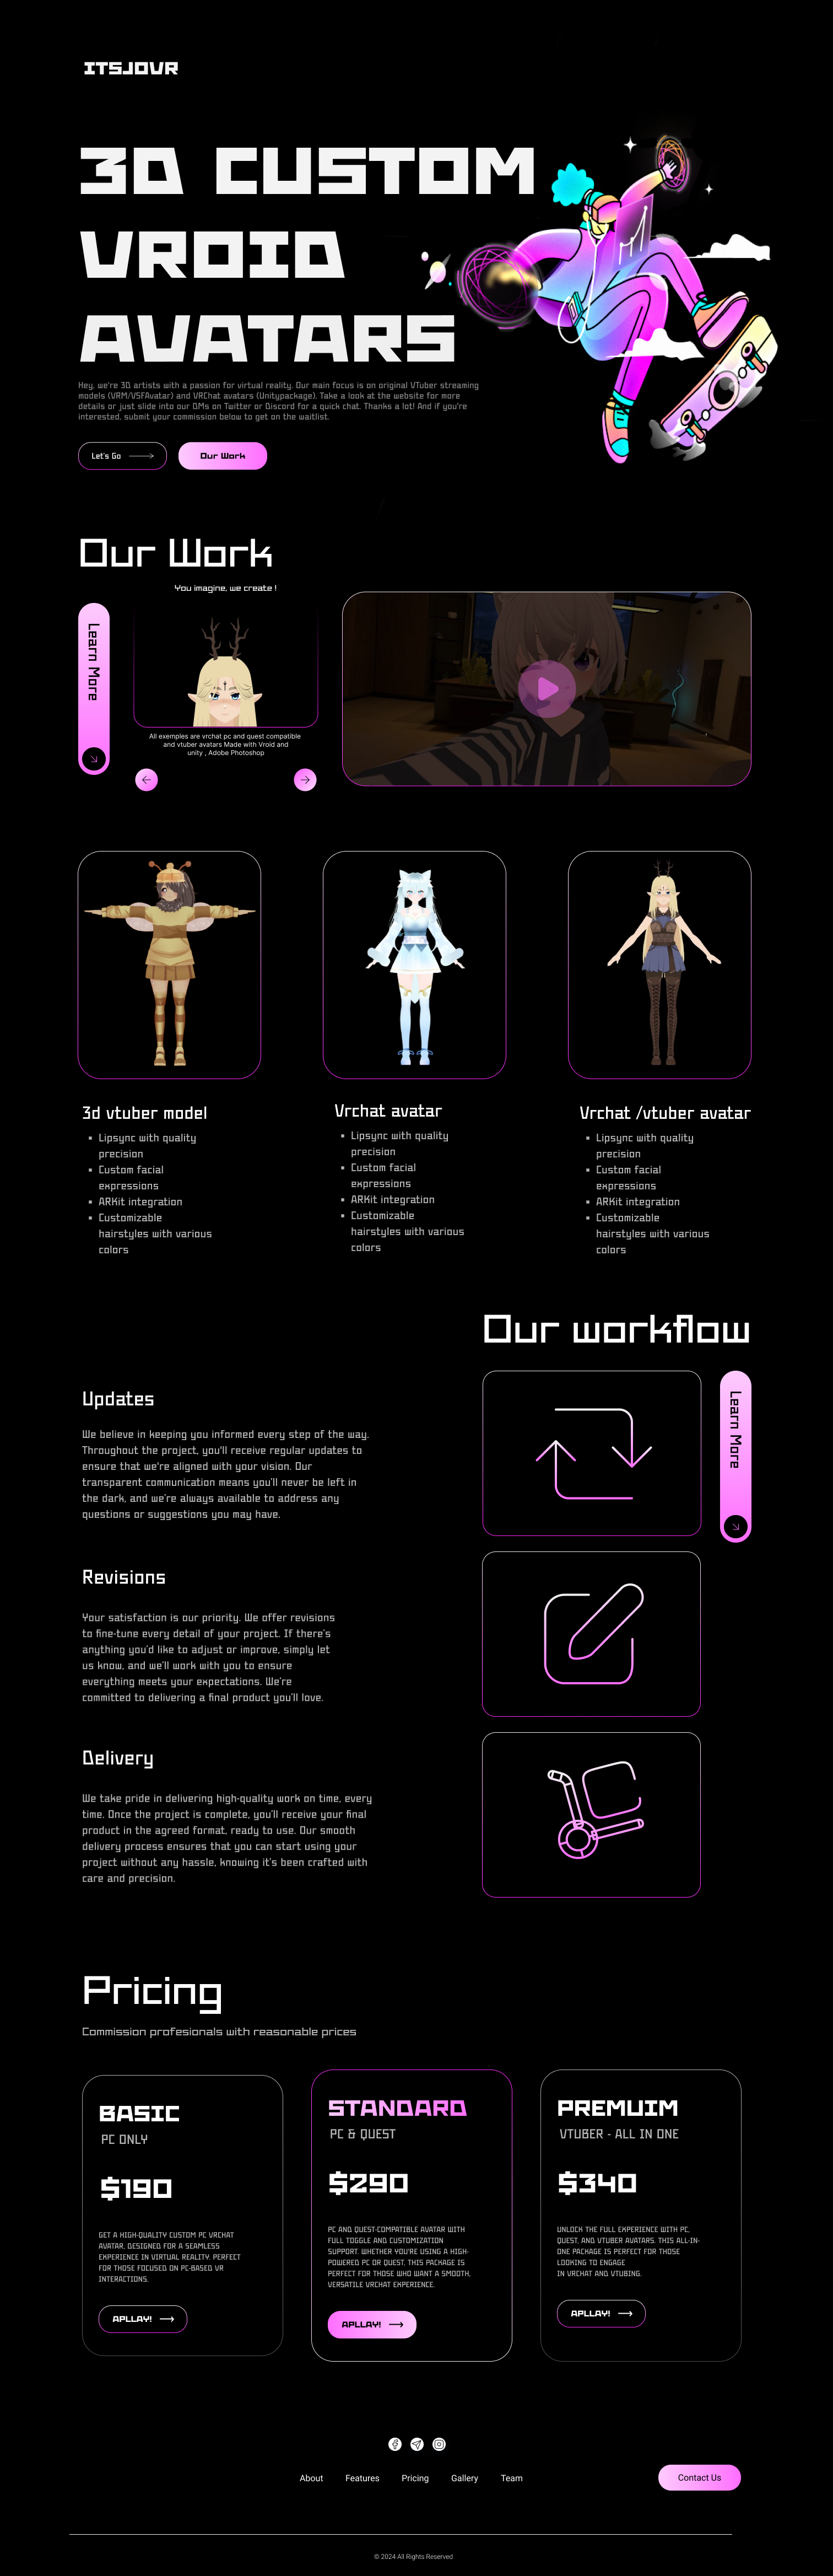 ITSJOVR
3D CUSTOM
VROID
AVATARS
Hey, we're 3D artists with a passion for virtual reality. Our main focus is on original VTuber streaming
models (VRM/VSFAvatar) and VRChat avatars (Unitypackage). Take a look at the website for more
details or just slide into our DMs on Twitter or Discord for a quick chat. Thanks a lot! And if you're
interested, submit your commission below to get on the waitlist.
Let's Go
Our Work
Our Work
You imagine, we create !
Learn More
All exemples are vrchat pc and quest compatible
and vtuber avatars Made with Vroid and
unity , Adobe Photoshop
3d vtuber model
▪ Lipsync with quality
precision
▪ Custom facial
expressions
▪ ARKit integration
▪ Customizable
hairstyles with various
colors
Vrchat avatar
▪ Lipsync with quality
precision
▪ Custom facial
expressions
▪ ARKit integration
▪ Customizable
hairstyles with various
colors
Vrchat /vtuber avatar
▪ Lipsync with quality
precision
▪ Custom facial
expressions
▪ ARKit integration
▪ Customizable
hairstyles with various
colors
Our workflow
Learn More
Updates
We believe in keeping you informed every step of the way.
Throughout the project, you'll receive regular updates to
ensure that we're aligned with your vision. Our
transparent communication means you'll never be left in
the dark, and we're always available to address any
questions or suggestions you may have.
Revisions
Your satisfaction is our priority. We offer revisions
to fine-tune every detail of your project. If there's
anything you'd like to adjust or improve, simply let
us know, and we'll work with you to ensure
everything meets your expectations. We're
committed to delivering a final product you'll love.
Delivery
We take pride in delivering high-quality work on time, every
time. Once the project is complete, you'll receive your final
product in the agreed format, ready to use. Our smooth
delivery process ensures that you can start using your
project without any hassle, knowing it's been crafted with
care and precision.
Pricing
Commission profesionals with reasonable prices
BASIC
PC ONLY
$190
GET A HIGH-QUALITY CUSTOM PC VRCHAT
AVATAR, DESIGNED FOR A SEAMLESS
EXPERIENCE IN VIRTUAL REALITY. PERFECT
FOR THOSE FOCUSED ON PC-BASED VR
INTERACTIONS.
APLLAY!
STANDARD
PC & QUEST
$290
PC AND QUEST-COMPATIBLE AVATAR WITH
FULL TOGGLE AND CUSTOMIZATION
SUPPORT. WHETHER YOU'RE USING A HIGH-
POWERED PC OR QUEST, THIS PACKAGE IS
PERFECT FOR THOSE WHO WANT A SMOOTH,
VERSATILE VRCHAT EXPERIENCE.
APLLAY!
PREMUIM
VTUBER - ALL IN ONE
$340
UNLOCK THE FULL EXPERIENCE WITH PC,
QUEST, AND VTUBER AVATARS. THIS ALL-IN-
ONE PACKAGE IS PERFECT FOR THOSE
LOOKING TO ENGAGE
IN VRCHAT AND VTUBING.
APLLAY!
About Features Pricing Gallery Team
Contact Us
© 2024 All Rights Reserved